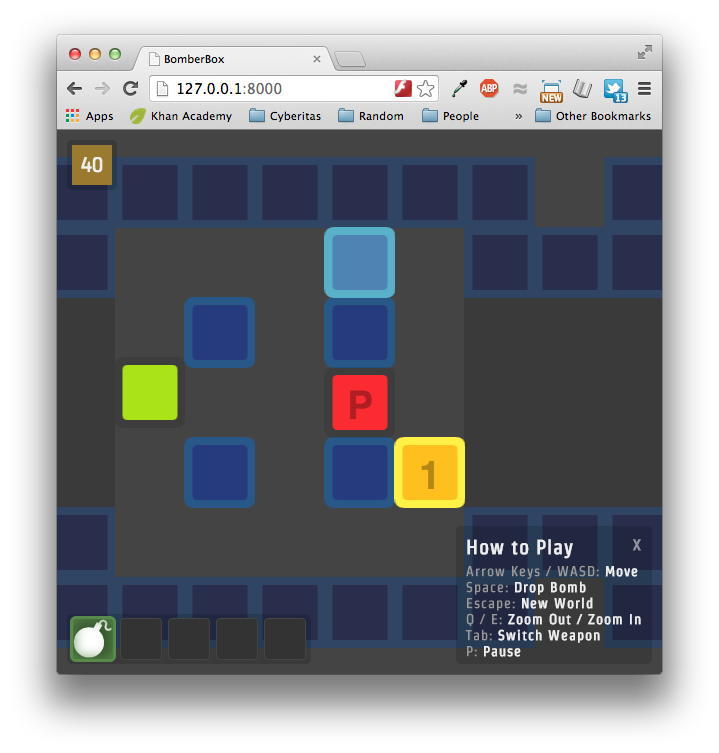 BomberBox
127.0.0.1:8000
ABP
NEW
13
Apps Khan Academy Cyberitas Random People » Other Bookmarks
40
P
1
How to Play X
Arrow Keys / WASD: Move
Space: Drop Bomb
Escape: New World
Q / E: Zoom Out / Zoom In
Tab: Switch Weapon
P: Pause